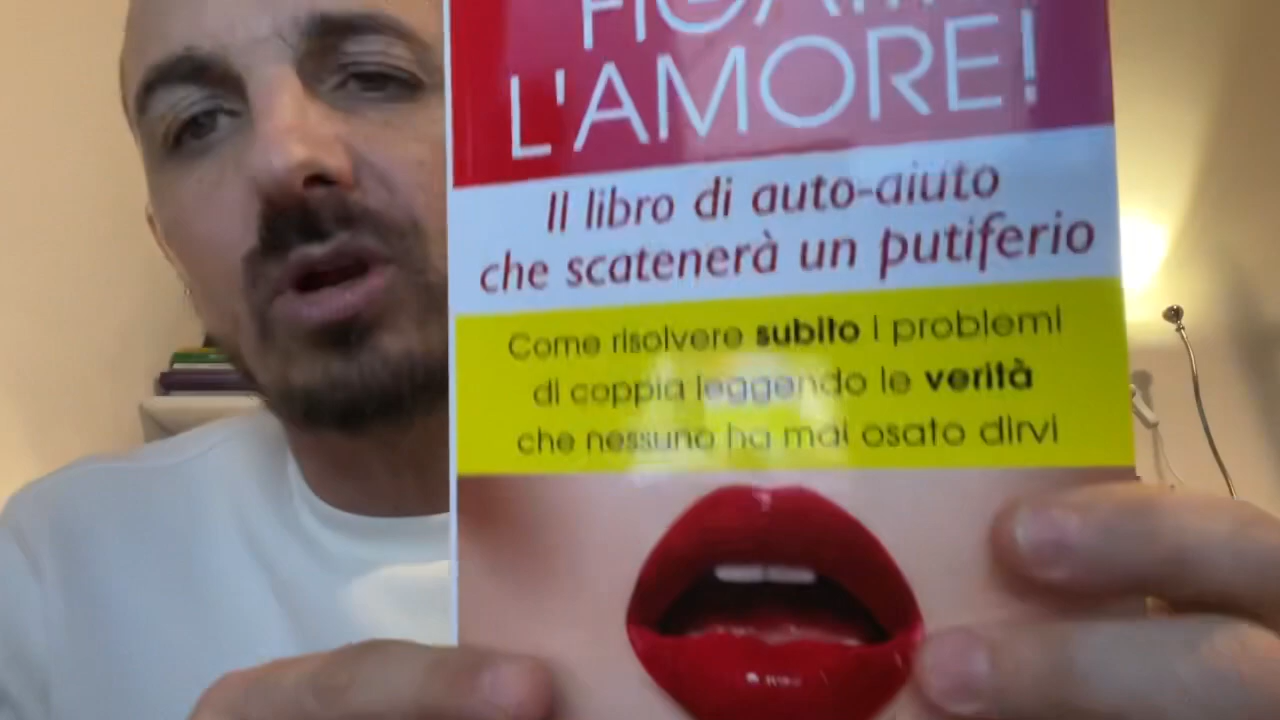 L'AMORE!
Il libro di auto-aiuto
che scatenerà un putiferio
Come risolvere subito i problemi
di coppia leggendo le verità
che nessuno ha mai osato dirvi